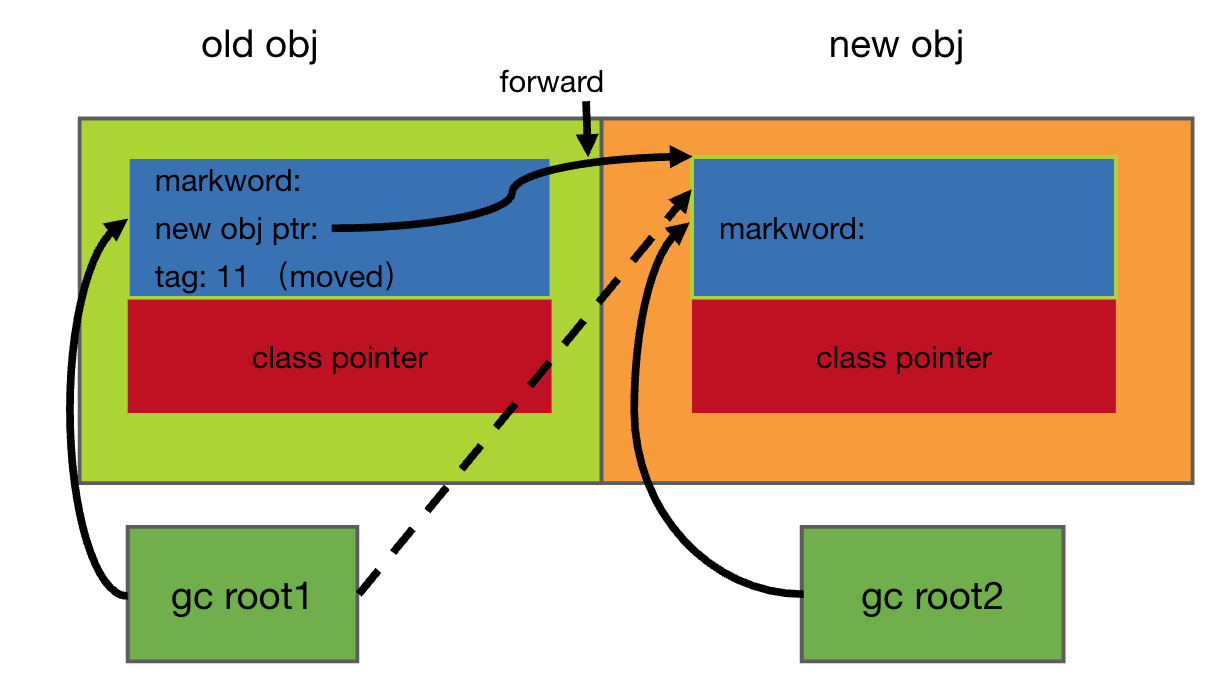 old obj
new obj
forward
markword:
new obj ptr:
tag: 11 （moved）
class pointer
markword:
class pointer
gc root1
gc root2